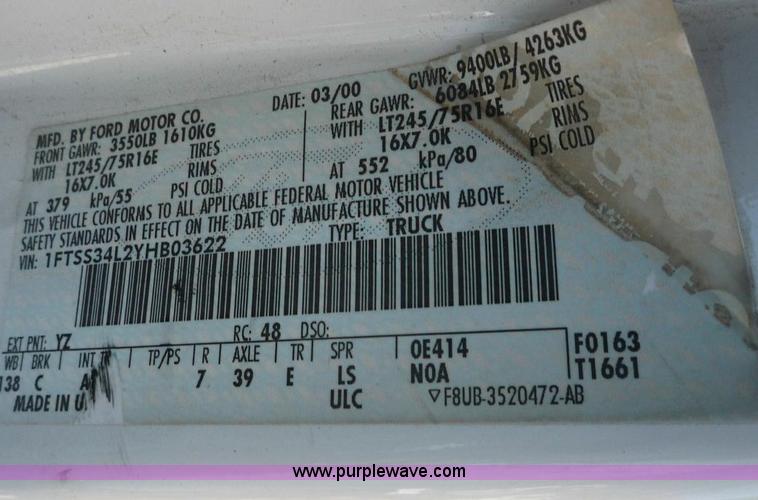 MFD. BY FORD MOTOR CO.
DATE: 03/00
GVWR: 9400LB/ 4263KG
FRONT GAWR: 3550LB 1610KG
REAR GAWR: 6084LB 2759KG
WITH LT245/75R16E TIRES
WITH LT245/75R16E TIRES
16X7.0K RIMS
16X7.0K RIMS
AT 379 kPa/55 PSI COLD
AT 552 kPa/80 PSI COLD
THIS VEHICLE CONFORMS TO ALL APPLICABLE FEDERAL MOTOR VEHICLE
SAFETY STANDARDS IN EFFECT ON THE DATE OF MANUFACTURE SHOWN ABOVE.
VIN: 1FTSS34L2YHB03622
TYPE: TRUCK
EXT PNT: YZ RC: 48 DSO:
WB BRK INT TR TP/PS R AXLE TR SPR 0E414 F0163
138 C 7 39 E LS N0A T1661
MADE IN ULC ▽F8UB-3520472-AB
www.purplewave.com